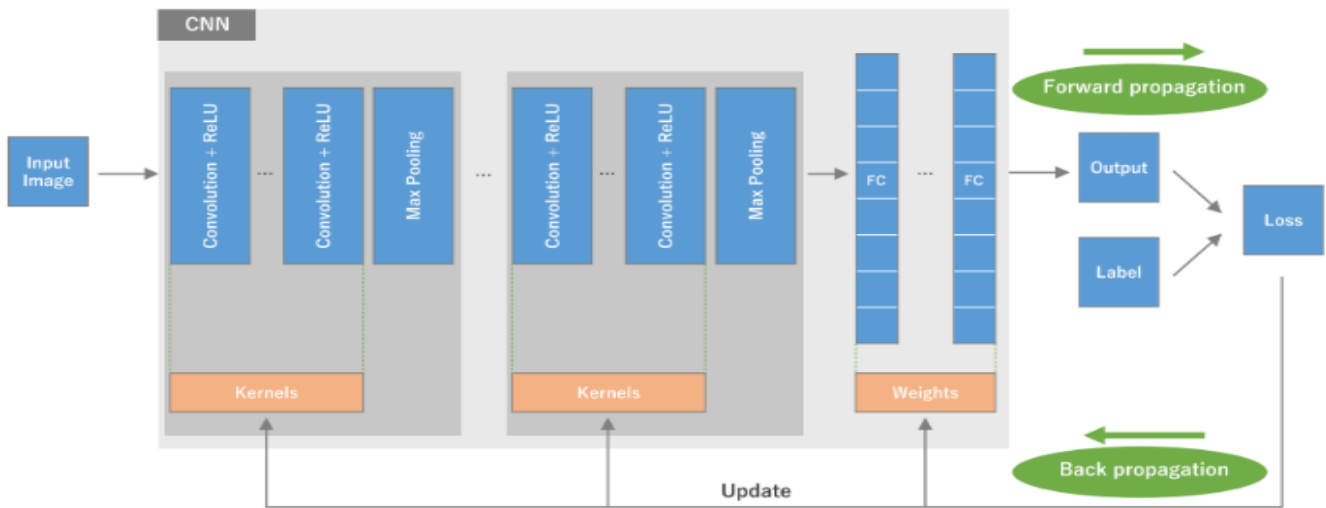 CNN
Input
Image
Convolution + ReLU
...
Convolution + ReLU
Max Pooling
...
Convolution + ReLU
...
Convolution + ReLU
Max Pooling
FC
...
FC
Kernels
Kernels
Weights
Forward propagation
Output
Label
Loss
Back propagation
Update